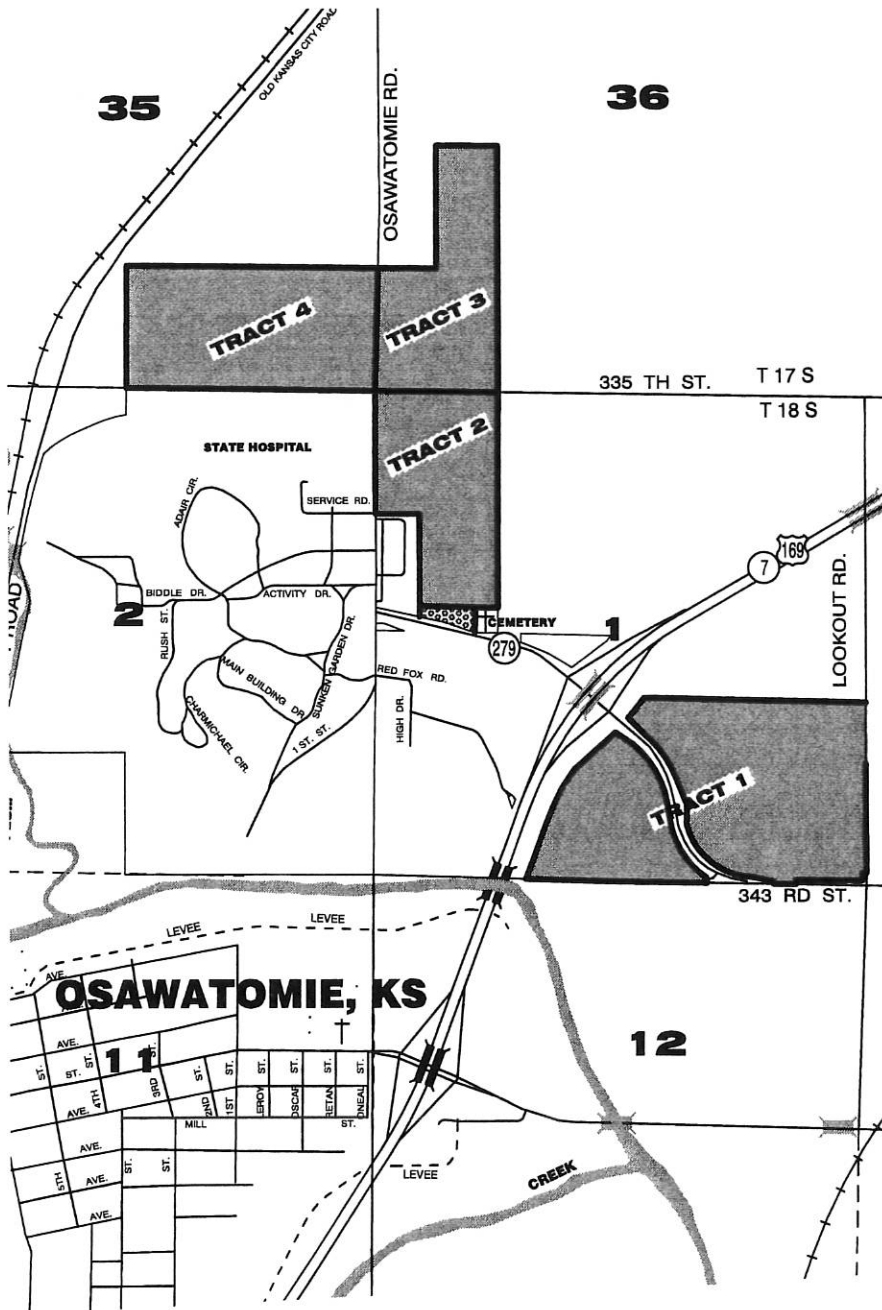 35
OLD KANSAS CITY ROAD
OSAWATOMIE RD.
36
TRACT 4
TRACT 3
335 TH ST.
T 17 S
T 18 S
TRACT 2
STATE HOSPITAL
ADAIR CIR.
SERVICE RD.
169
7
LOOKOUT RD.
ROAD
2
BIDDLE DR.
ACTIVITY DR.
CEMETERY
1
279
RUSH ST.
SUNKEN GARDEN DR.
MAIN BUILDING DR.
RED FOX RD.
HIGH DR.
CHARMICHAEL CIR.
1 ST. ST.
TRACT 1
343 RD ST.
LEVEE
LEVEE
AVE.
OSAWATOMIE, KS
AVE.
AVE.
11
12
ST.
ST.
ST.
4TH
AVE.
ST.
3RD
ST.
2ND
ST.
1ST
ST.
LEROY
ST.
OSCAR
ST.
RETAN
ST.
ONEAL
AVE.
MILL
ST.
AVE.
5TH
AVE.
ST.
ST.
AVE.
LEVEE
CREEK